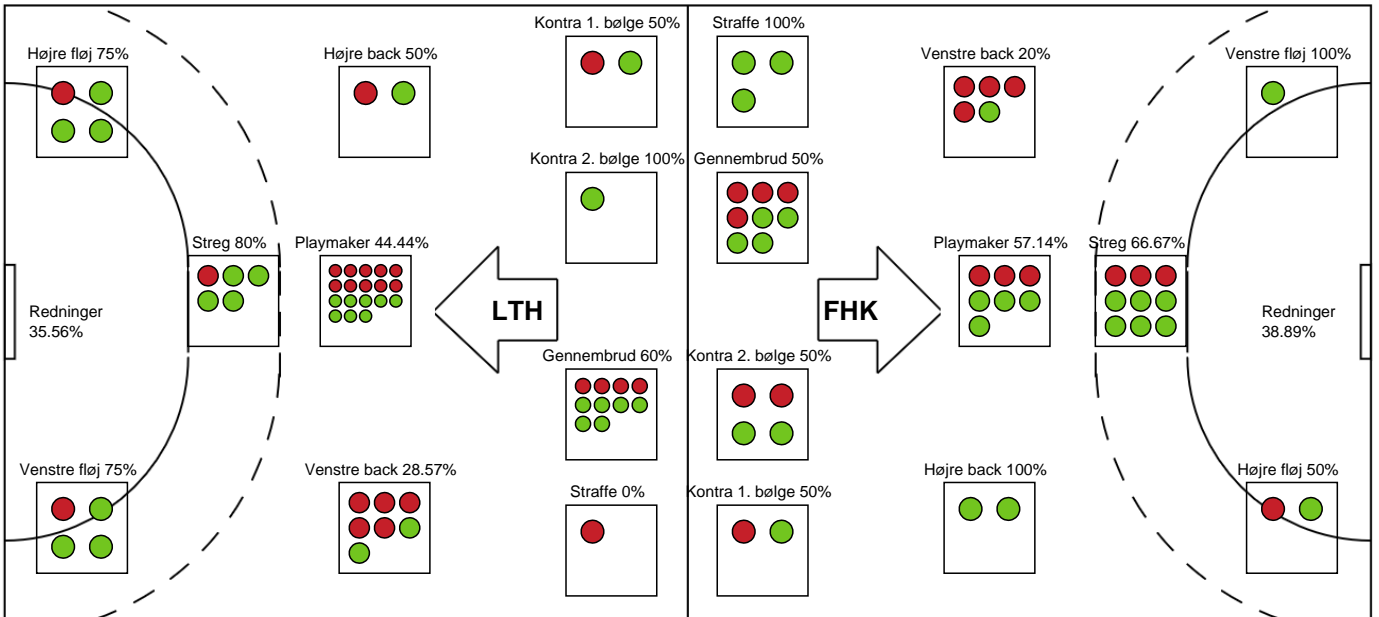 Kontra 1. bølge 50%
Straffe 100%
Højre fløj 75%
Højre back 50%
Venstre back 20%
Venstre fløj 100%
Kontra 2. bølge 100%
Gennembrud 50%
Streg 80%
Playmaker 44.44%
Playmaker 57.14%
Streg 66.67%
Redninger
35.56%
LTH
FHK
Redninger
38.89%
Gennembrud 60%
Kontra 2. bølge 50%
Venstre fløj 75%
Venstre back 28.57%
Straffe 0%
Kontra 1. bølge 50%
Højre back 100%
Højre fløj 50%